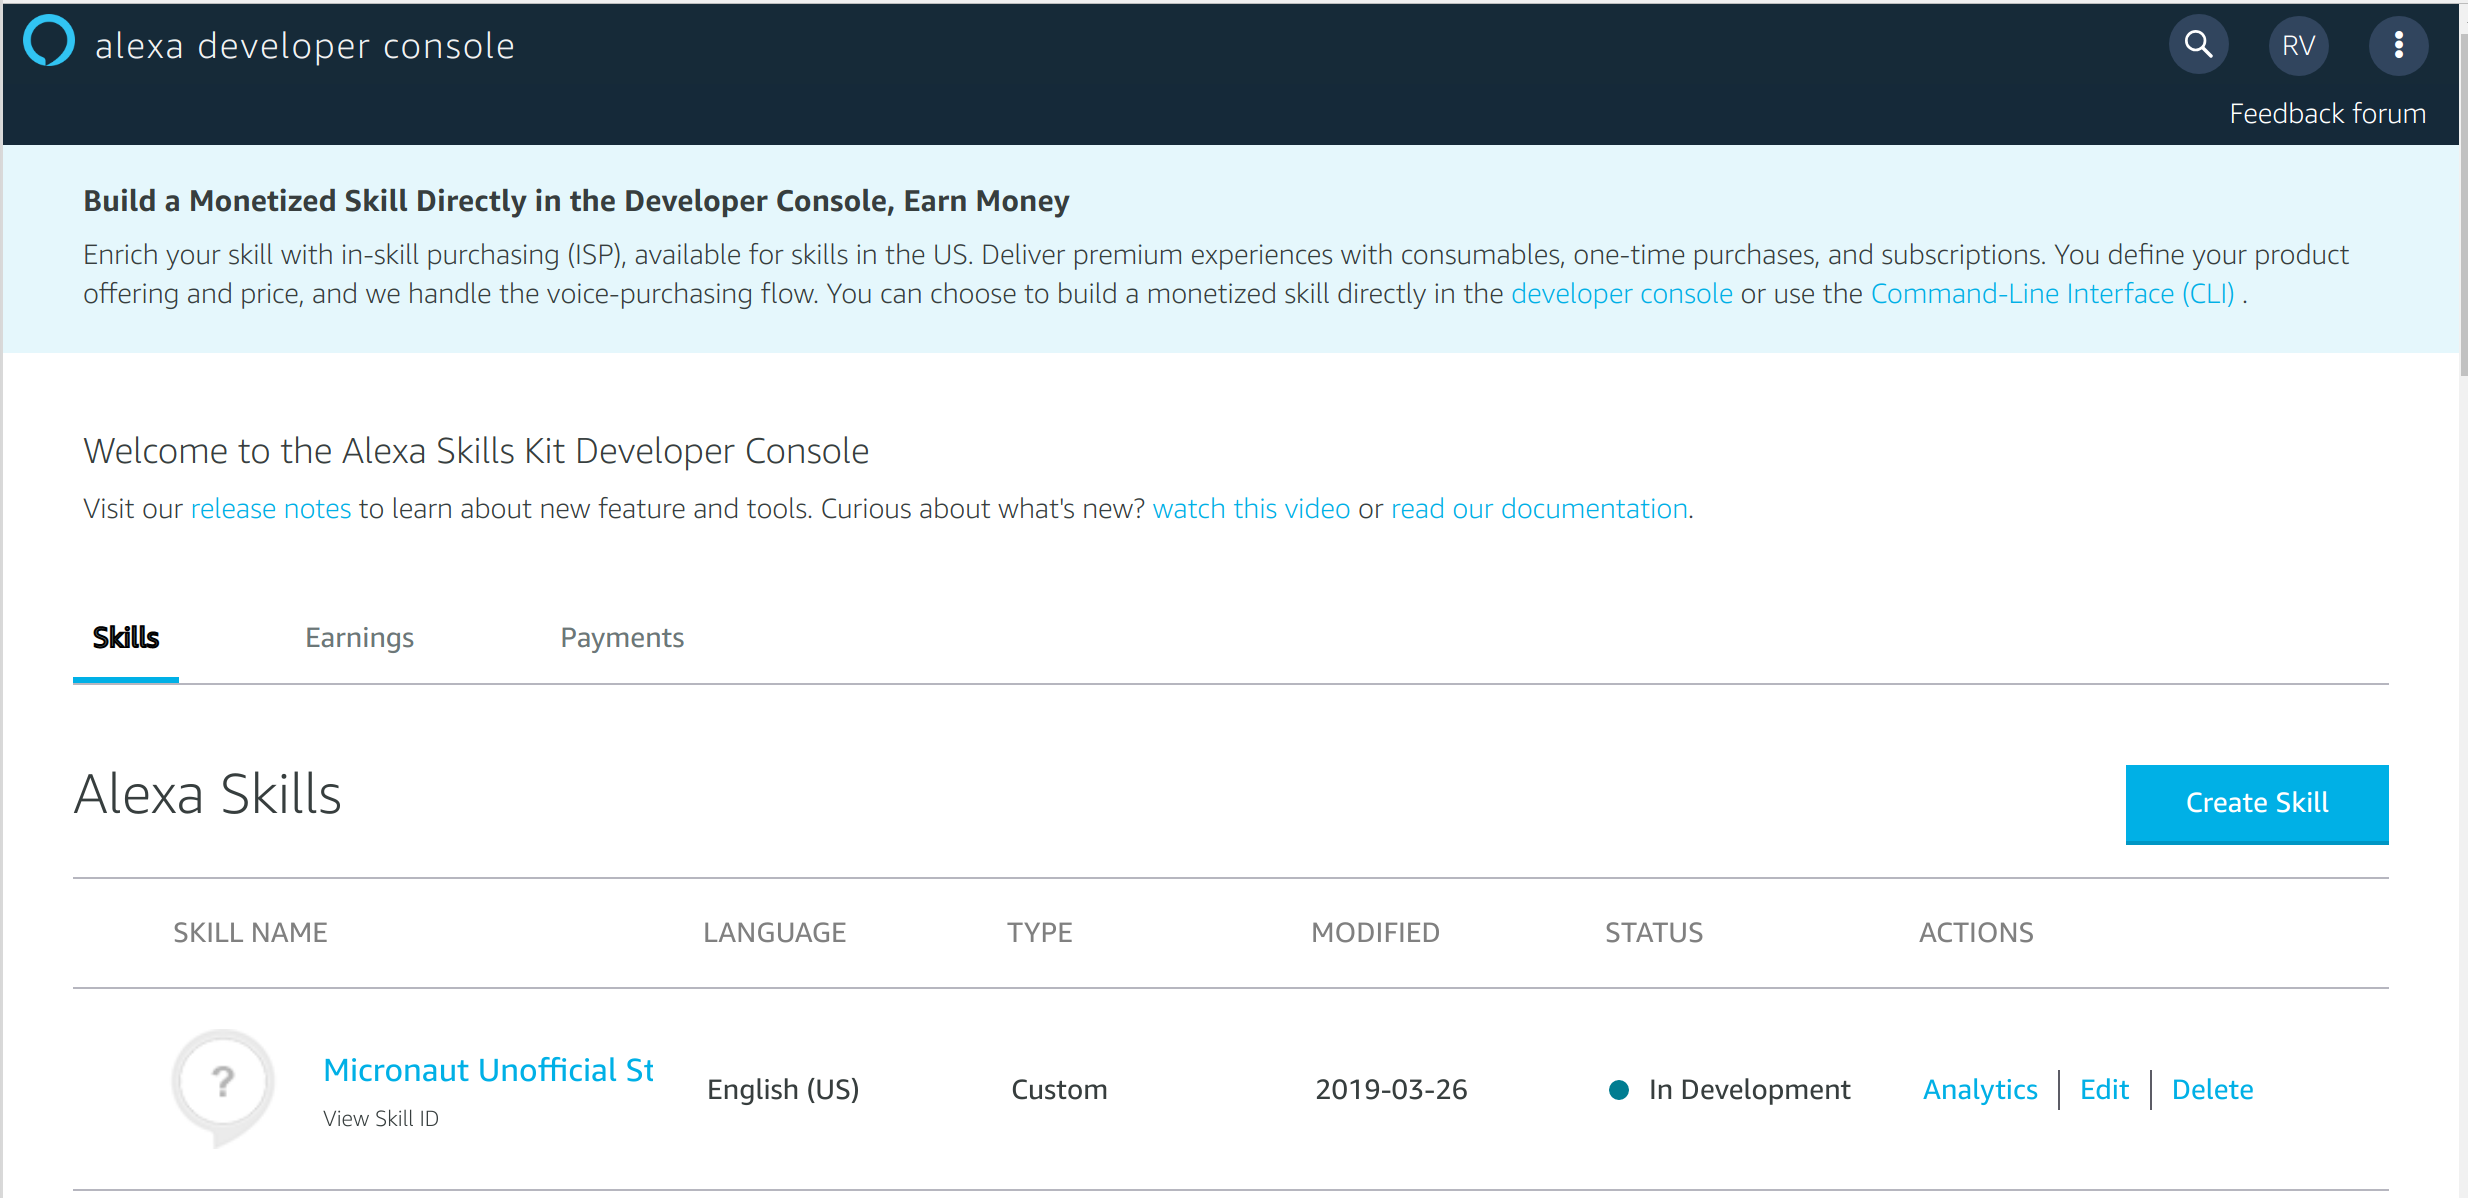 alexa developer console
RV
Feedback forum
Build a Monetized Skill Directly in the Developer Console, Earn Money
Enrich your skill with in-skill purchasing (ISP), available for skills in the US. Deliver premium experiences with consumables, one-time purchases, and subscriptions. You define your product
offering and price, and we handle the voice-purchasing flow. You can choose to build a monetized skill directly in the developer console or use the Command-Line Interface (CLI) .
Welcome to the Alexa Skills Kit Developer Console
Visit our release notes to learn about new feature and tools. Curious about what's new? watch this video or read our documentation.
Skills Earnings Payments
Alexa Skills
Create Skill
SKILL NAME LANGUAGE TYPE MODIFIED STATUS ACTIONS
?
Micronaut Unofficial St
English (US) Custom 2019-03-26 In Development Analytics Edit Delete
View Skill ID